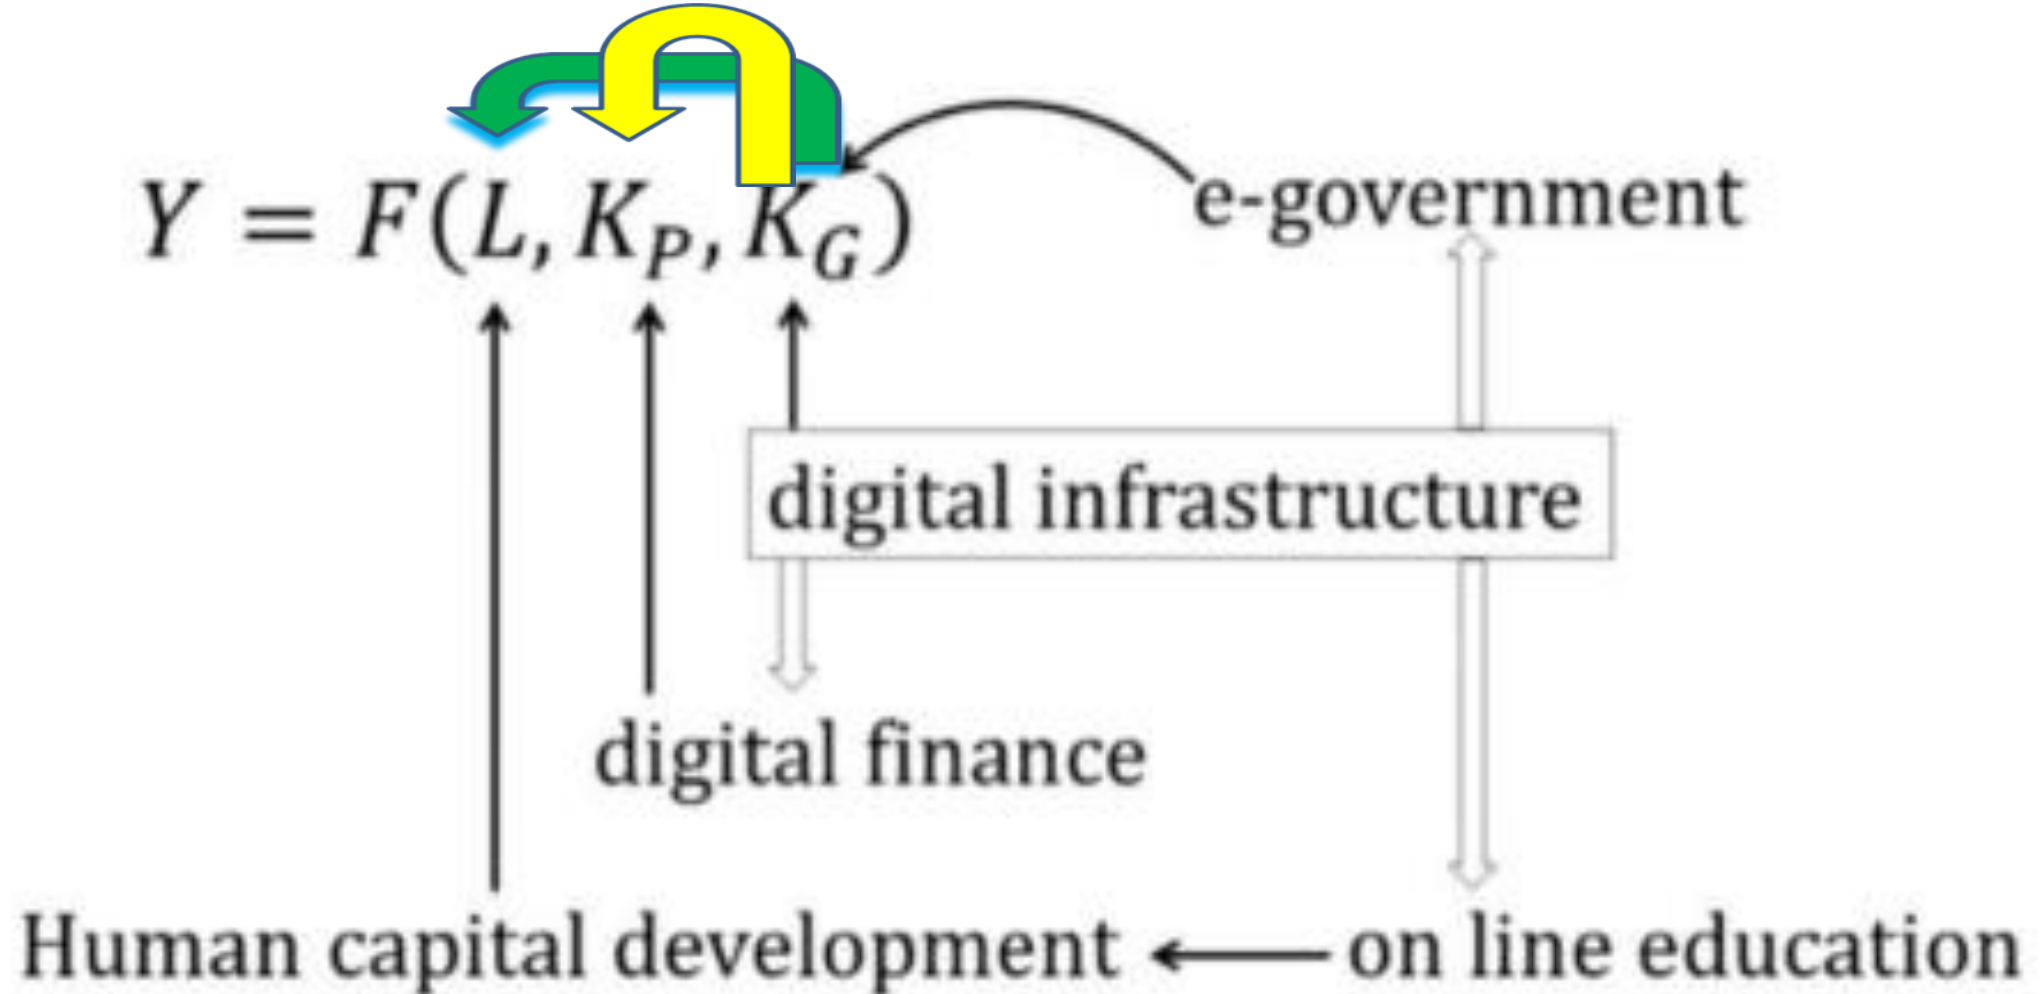 Y = F(L, K_P, K_G)
e-government
digital infrastructure
digital finance
Human capital development
on line education